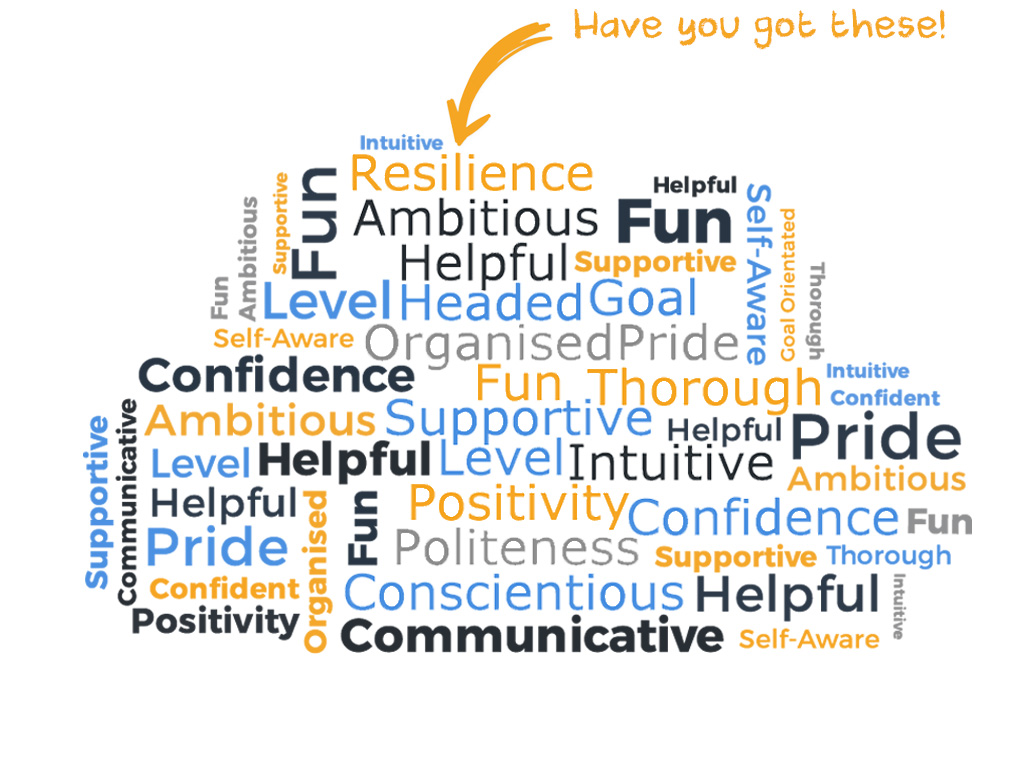 Have you got these!
Intuitive
Resilience
Helpful
Supportive
Fun
Ambitious
Fun
Self-Aware
Ambitious
Goal Orientated
Helpful
Supportive
Thorough
Fun
Level Headed Goal
Self-Aware
Organised Pride
Confidence
Fun
Thorough
Intuitive
Confident
Supportive
Communicative
Ambitious
Supportive
Helpful
Pride
Level
Helpful
Level
Intuitive
Ambitious
Helpful
Organised
Fun
Positivity
Confidence
Fun
Pride
Politeness
Supportive
Thorough
Confident
Conscientious
Helpful
Intuitive
Positivity
Communicative
Self-Aware